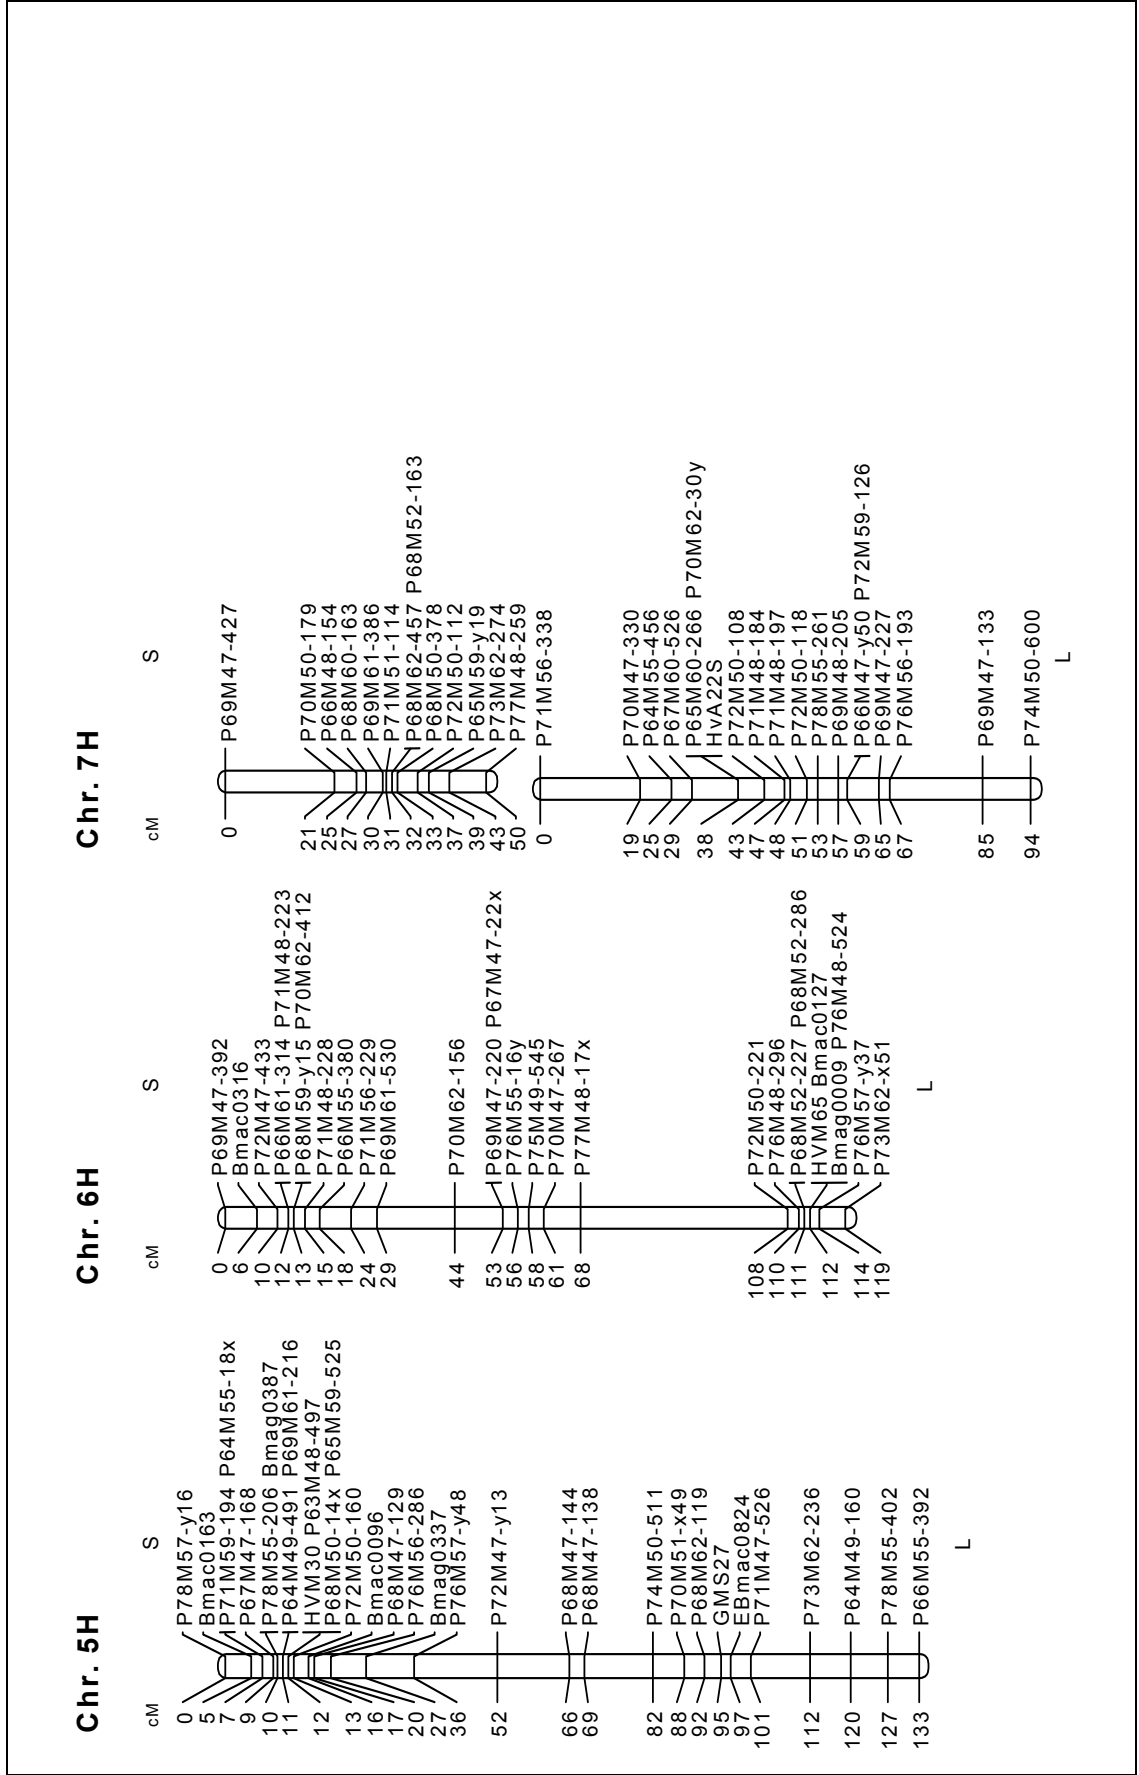 Chr. 5H
cM S
0 P78M57-y16
5 Bmac0163
7 P71M59-194 P64M55-18x
9 P67M47-168
10 P78M55-206 Bmag0387
11 P64M49-491 P69M61-216
12 HVM30 P63M48-497
P68M50-14x P65M59-525
13 P72M50-160
16 Bmac0096
17 P68M47-129
20 P76M56-286
27 Bmag0337
36 P76M57-y48
52 P72M47-y13
66 P68M47-144
69 P68M47-138
82 P74M50-511
88 P70M51-x49
92 P68M62-119
95 GMS27
97 EBmac0824
101 P71M47-526
112 P73M62-236
120 P64M49-160
127 P78M55-402
133 P66M55-392
L
Chr. 6H
cM S
0 P69M47-392
6 Bmac0316
10 P72M47-433
12 P66M61-314 P71M48-223
13 P68M59-y15 P70M62-412
15 P71M48-228
18 P66M55-380
24 P71M56-229
29 P69M61-530
44 P70M62-156
53 P69M47-220 P67M47-22x
56 P76M55-16y
58 P75M49-545
61 P70M47-267
68 P77M48-17x
108 P72M50-221
110 P76M48-296
111 P68M52-227 P68M52-286
112 HVM65 Bmac0127
Bmag0009 P76M48-524
114 P76M57-y37
119 P73M62-x51
L
Chr. 7H
cM S
0 P69M47-427
21 P70M50-179
25 P66M48-154
27 P68M60-163
30 P69M61-386
31 P71M51-114
32 P68M62-457 P68M52-163
33 P68M50-378
37 P72M50-112
39 P65M59-y19
43 P73M62-274
50 P77M48-259
0 P71M56-338
19 P70M47-330
25 P64M55-456
29 P67M60-526
38 P65M60-266 P70M62-30y
HvA22S
43 P72M50-108
47 P71M48-184
48 P71M48-197
51 P72M50-118
53 P78M55-261
57 P69M48-205
59 P66M47-y50 P72M59-126
65 P69M47-227
67 P76M56-193
85 P69M47-133
94 P74M50-600
L